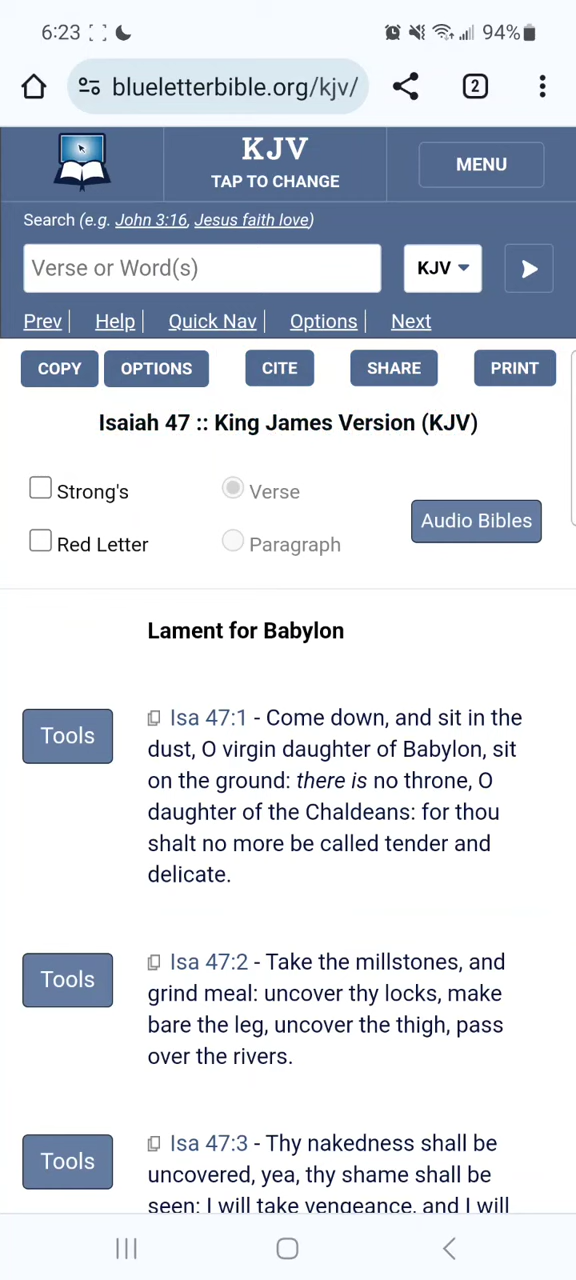 6:23
94%
blueletterbible.org/kjv/
2
KJV
TAP TO CHANGE
MENU
Search (e.g. John 3:16, Jesus faith love)
Verse or Word(s)
KJV
Prev
Help
Quick Nav
Options
Next
COPY
OPTIONS
CITE
SHARE
PRINT
Isaiah 47 :: King James Version (KJV)
Strong's
Verse
Audio Bibles
Red Letter
Paragraph
Lament for Babylon
Tools
Isa 47:1 - Come down, and sit in the
dust, O virgin daughter of Babylon, sit
on the ground: there is no throne, O
daughter of the Chaldeans: for thou
shalt no more be called tender and
delicate.
Tools
Isa 47:2 - Take the millstones, and
grind meal: uncover thy locks, make
bare the leg, uncover the thigh, pass
over the rivers.
Tools
Isa 47:3 - Thy nakedness shall be
uncovered, yea, thy shame shall be
seen: I will take vengeance, and I will